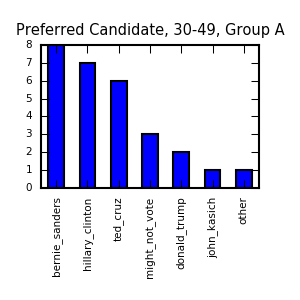 Preferred Candidate, 30-49, Group A
8
7
6
5
4
3
2
1
0
bernie_sanders
hillary_clinton
ted_cruz
might_not_vote
donald_trump
john_kasich
other